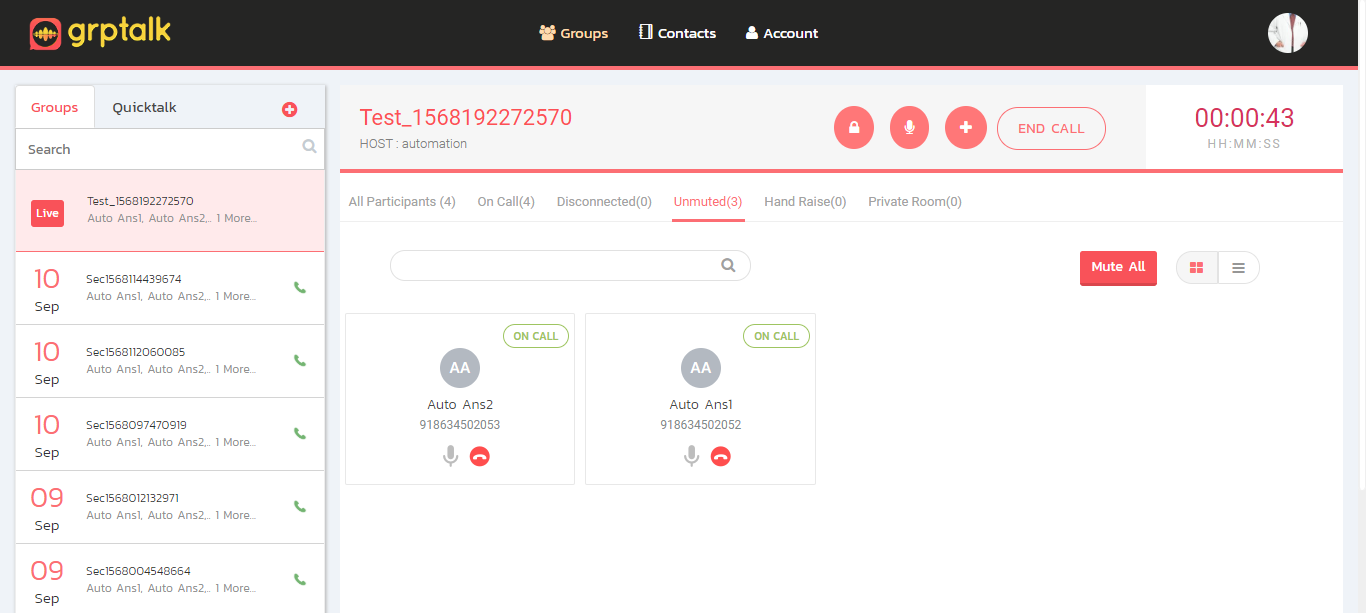 grptalk
Groups Contacts Account
Groups Quicktalk
Search
Live
Test_1568192272570
Auto Ans1, Auto Ans2,.. 1 More...
10 Sep
Sec1568114439674
Auto Ans1, Auto Ans2,.. 1 More...
10 Sep
Sec1568112060085
Auto Ans1, Auto Ans2,.. 1 More...
10 Sep
Sec1568097470919
Auto Ans1, Auto Ans2,.. 1 More...
09 Sep
Sec1568012132971
Auto Ans1, Auto Ans2,.. 1 More...
09 Sep
Sec1568004548664
Auto Ans1, Auto Ans2,.. 1 More...
Test_1568192272570
HOST : automation
END CALL
00:00:43
HH:MM:SS
All Participants (4) On Call(4) Disconnected(0) Unmuted(3) Hand Raise(0) Private Room(0)
Mute All
ON CALL
AA
Auto Ans2
918634502053
ON CALL
AA
Auto Ans1
918634502052